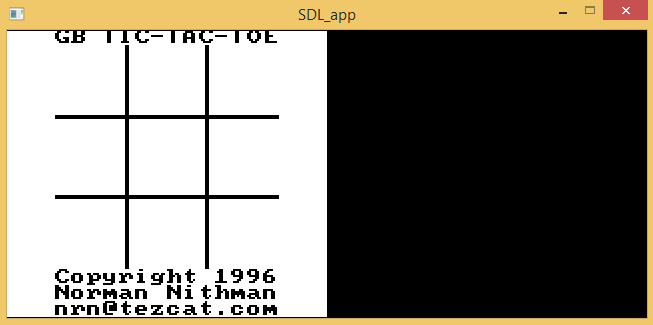 SDL_app
GB TIC-TAC-TOE
Copyright 1996
Norman Nithman
nrn@tezcat.com